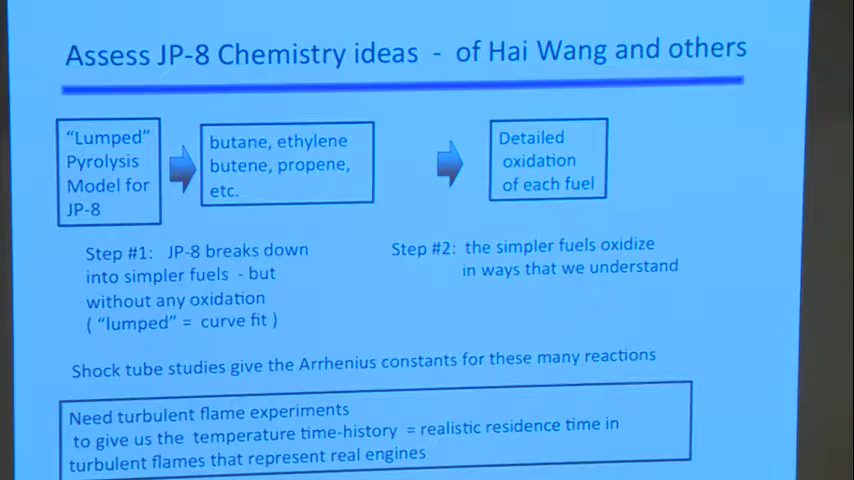 Assess JP-8 Chemistry ideas - of Hai Wang and others
"Lumped"
Pyrolysis
Model for
JP-8
butane, ethylene
butene, propene,
etc.
Detailed
oxidation
of each fuel
Step #1: JP-8 breaks down
into simpler fuels - but
without any oxidation
( "lumped" = curve fit )
Step #2: the simpler fuels oxidize
in ways that we understand
Shock tube studies give the Arrhenius constants for these many reactions
Need turbulent flame experiments
to give us the temperature time-history = realistic residence time in
turbulent flames that represent real engines